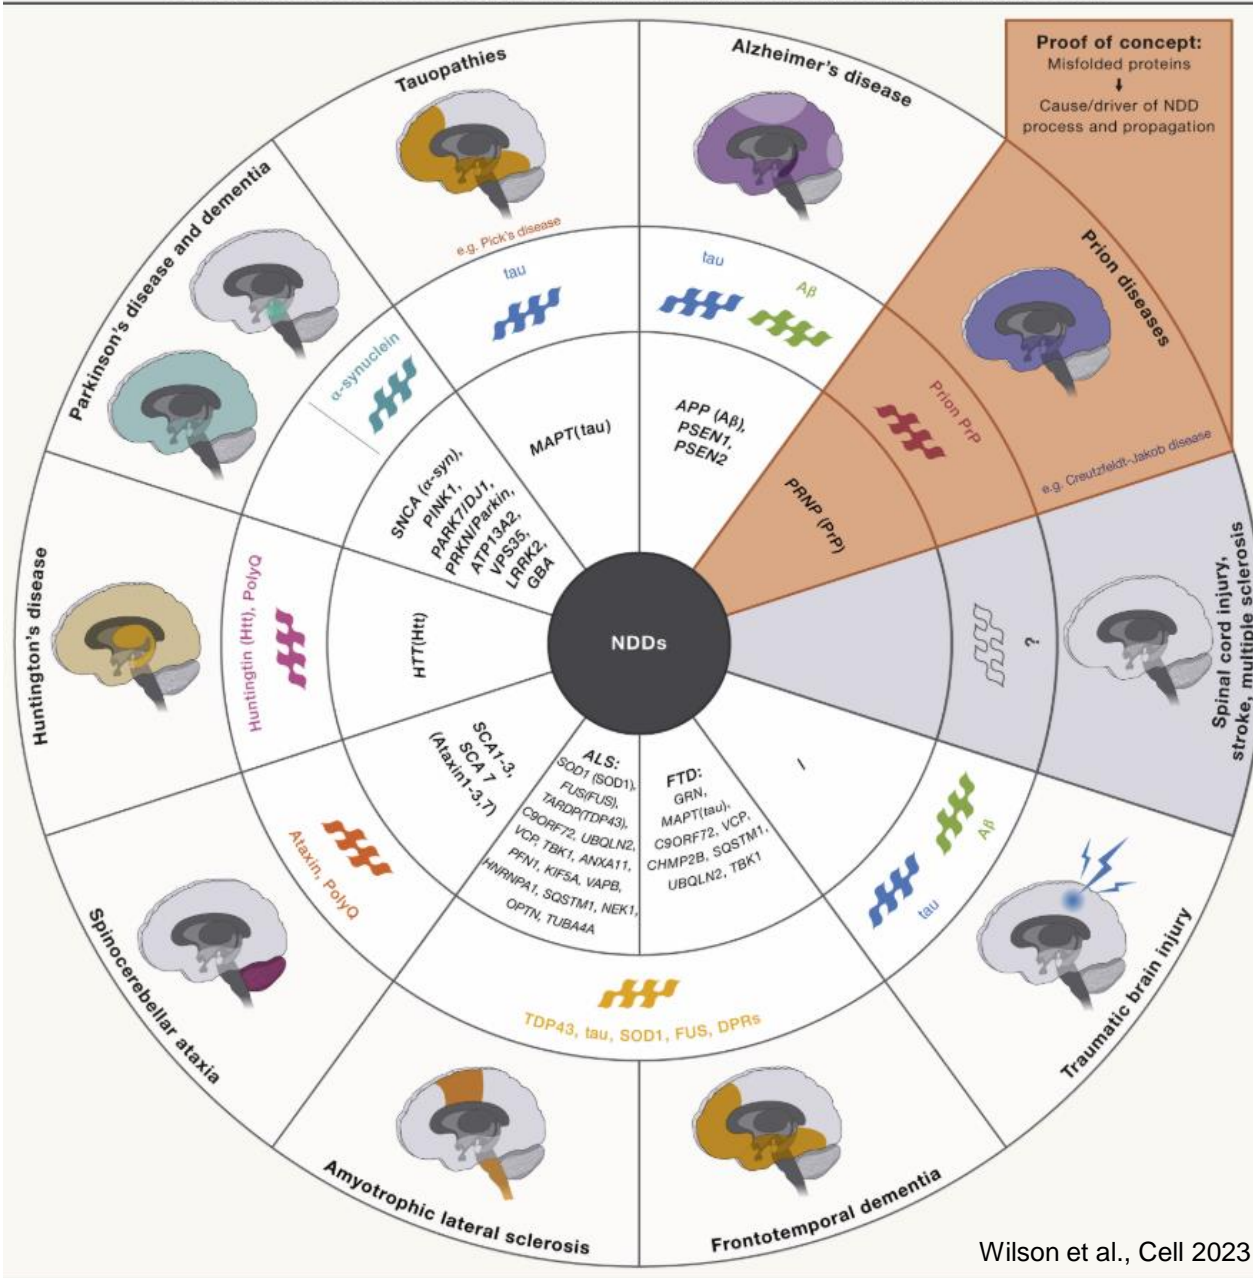 Proof of concept:
Misfolded proteins
Cause/driver of NDD
process and propagation
Alzheimer's disease
tau
Aβ
APP (Aβ),
PSEN1,
PSEN2
Prion diseases
e.g. Creutzfeldt-Jakob disease
Prion PrP
PRNP (PrP)
Spinal cord injury,
stroke, multiple sclerosis
?
Traumatic brain injury
Aβ
tau
/
Frontotemporal dementia
FTD:
GRN,
MAPT(tau),
C9ORF72, VCP,
CHMP2B, SQSTM1,
UBQLN2, TBK1
TDP43, tau, SOD1, FUS, DPRs
Amyotrophic lateral sclerosis
ALS:
SOD1 (SOD1),
FUS(FUS),
TARDP(TDP43),
C9ORF72, UBQLN2,
VCP, TBK1, ANXA11,
PFN1, KIF5A, VAPB,
HNRNPA1, SQSTM1, NEK1,
OPTN, TUBA4A
Spinocerebellar ataxia
Ataxin, PolyQ
SCA1-3,
SCA 7
(Ataxin1-3,7)
Huntington's disease
Huntingtin (Htt), PolyQ
HTT(Htt)
Parkinson's disease and dementia
α-synuclein
SNCA (α-syn),
PINK1,
PARK7/DJ1,
PRKN/Parkin,
ATP13A2,
VPS35,
LRRK2,
GBA
Tauopathies
e.g. Pick's disease
tau
MAPT(tau)
NDDs
Wilson et al., Cell 2023